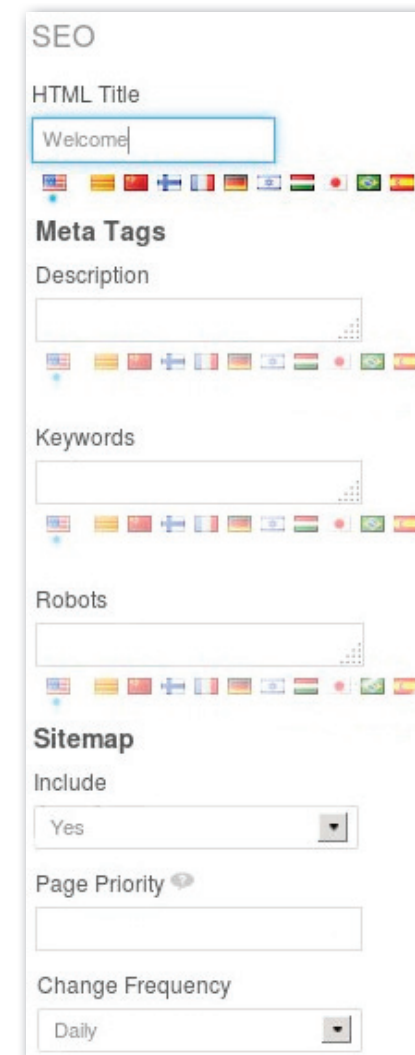 SEO
HTML Title
Welcome
Meta Tags
Description
Keywords
Robots
Sitemap
Include
Yes
Page Priority
Change Frequency
Daily